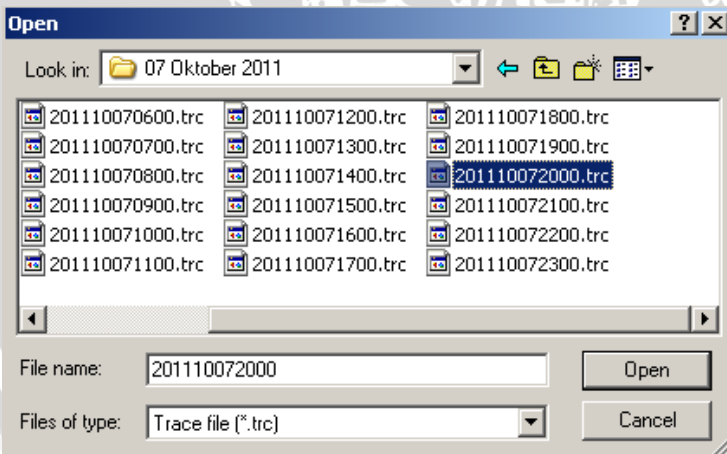 Open
Look in: 07 Oktober 2011
201110070600.trc 201110071200.trc 201110071800.trc
201110070700.trc 201110071300.trc 201110071900.trc
201110070800.trc 201110071400.trc 201110072000.trc
201110070900.trc 201110071500.trc 201110072100.trc
201110071000.trc 201110071600.trc 201110072200.trc
201110071100.trc 201110071700.trc 201110072300.trc
File name: 201110072000 Open
Files of type: Trace file (*.trc) Cancel